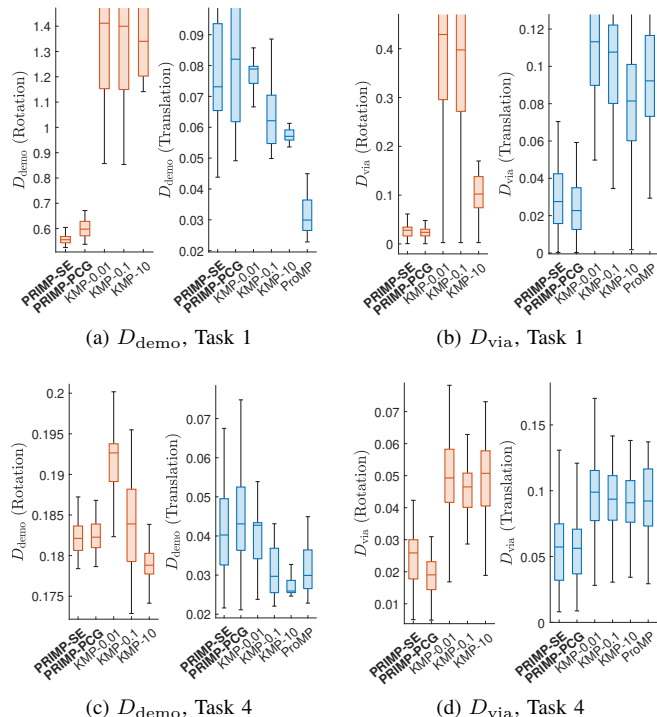 D_demo (Rotation)
1.4
1.3
1.2
1.1
1
0.9
0.8
0.7
0.6
PRIMP-SE
PRIMP-PCG
KMP-0.01
KMP-0.1
KMP-10
D_demo (Translation)
0.09
0.08
0.07
0.06
0.05
0.04
0.03
0.02
PRIMP-SE
PRIMP-PCG
KMP-0.01
KMP-0.1
KMP-10
ProMP
(a) D_demo, Task 1
D_via (Rotation)
0.4
0.3
0.2
0.1
0
PRIMP-SE
PRIMP-PCG
KMP-0.01
KMP-0.1
KMP-10
D_via (Translation)
0.12
0.1
0.08
0.06
0.04
0.02
0
PRIMP-SE
PRIMP-PCG
KMP-0.01
KMP-0.1
KMP-10
ProMP
(b) D_via, Task 1
D_demo (Rotation)
0.2
0.195
0.19
0.185
0.18
0.175
PRIMP-SE
PRIMP-PCG
KMP-0.01
KMP-0.1
KMP-10
D_demo (Translation)
0.07
0.06
0.05
0.04
0.03
0.02
PRIMP-SE
PRIMP-PCG
KMP-0.01
KMP-0.1
KMP-10
ProMP
(c) D_demo, Task 4
D_via (Rotation)
0.07
0.06
0.05
0.04
0.03
0.02
0.01
PRIMP-SE
PRIMP-PCG
KMP-0.01
KMP-0.1
KMP-10
D_via (Translation)
0.15
0.1
0.05
0
PRIMP-SE
PRIMP-PCG
KMP-0.01
KMP-0.1
KMP-10
ProMP
(d) D_via, Task 4